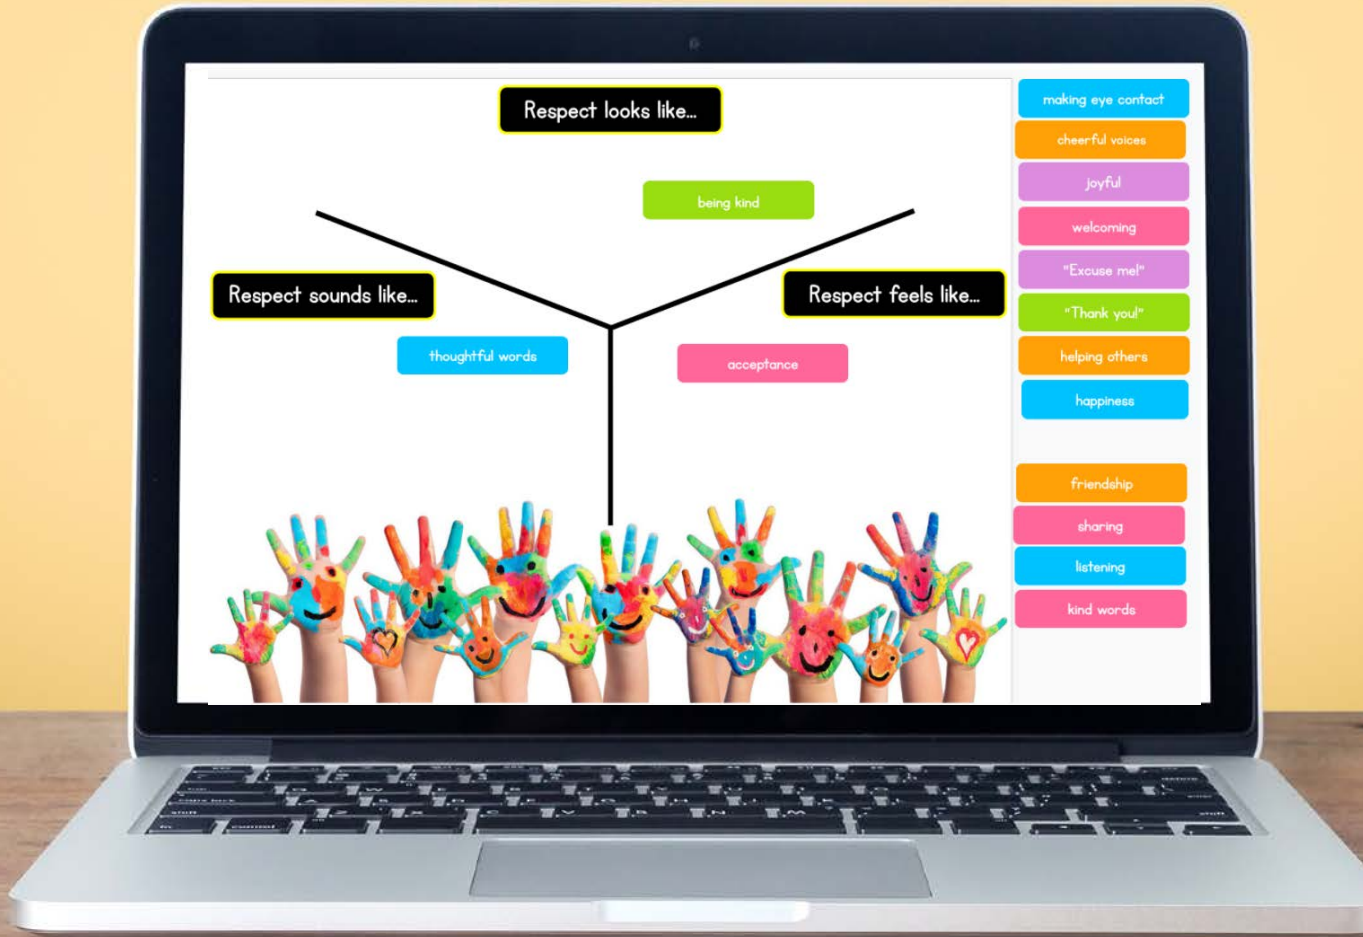 Respect looks like...
being kind
Respect sounds like...
Respect feels like...
thoughtful words
acceptance
making eye contact
cheerful voices
joyful
welcoming
"Excuse me!"
"Thank you!"
helping others
happiness
friendship
sharing
listening
kind words